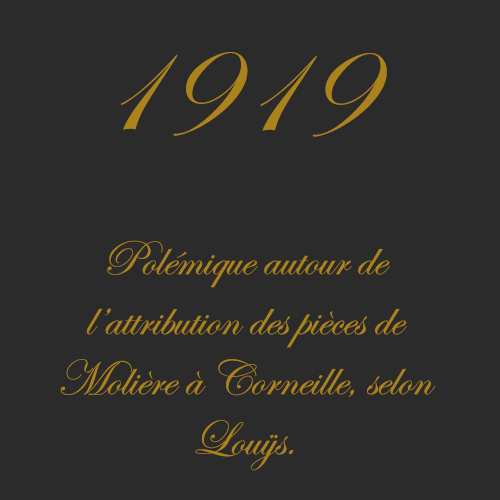 1919
Polémique autour de
l'attribution des pièces de
Molière à Corneille, selon
Louÿs.